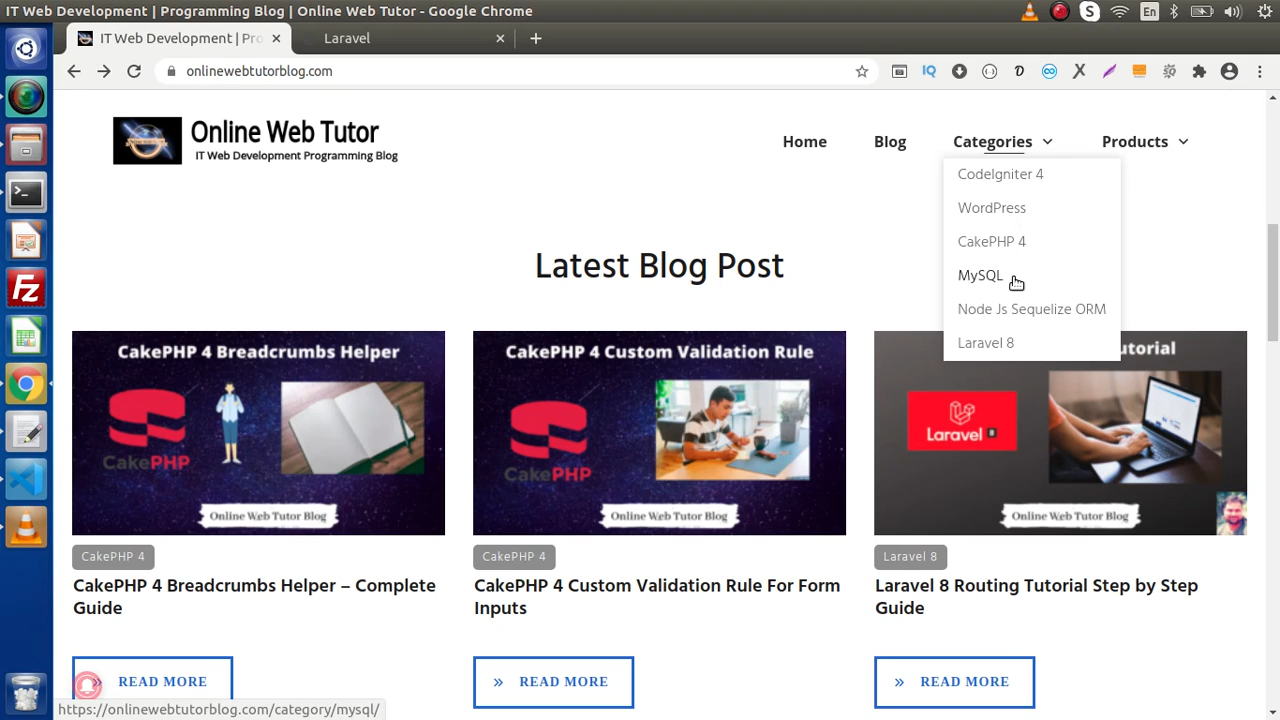 IT Web Development | Programming Blog | Online Web Tutor - Google Chrome
En
IT Web Development | Pro
Laravel
onlinewebtutorblog.com
IQ
Online Web Tutor
IT Web Development Programming Blog
Home
Blog
Categories
Products
CodeIgniter 4
WordPress
CakePHP 4
MySQL
Node Js Sequelize ORM
Laravel 8
Latest Blog Post
CakePHP 4 Breadcrumbs Helper
CakePHP
Online Web Tutor Blog
CakePHP 4 Custom Validation Rule
CakePHP
Online Web Tutor Blog
utorial
Laravel 8
Online Web Tutor Blog
CakePHP 4
CakePHP 4 Breadcrumbs Helper – Complete
Guide
CakePHP 4
CakePHP 4 Custom Validation Rule For Form
Inputs
Laravel 8
Laravel 8 Routing Tutorial Step by Step
Guide
» READ MORE
» READ MORE
» READ MORE
https://onlinewebtutorblog.com/category/mysql/